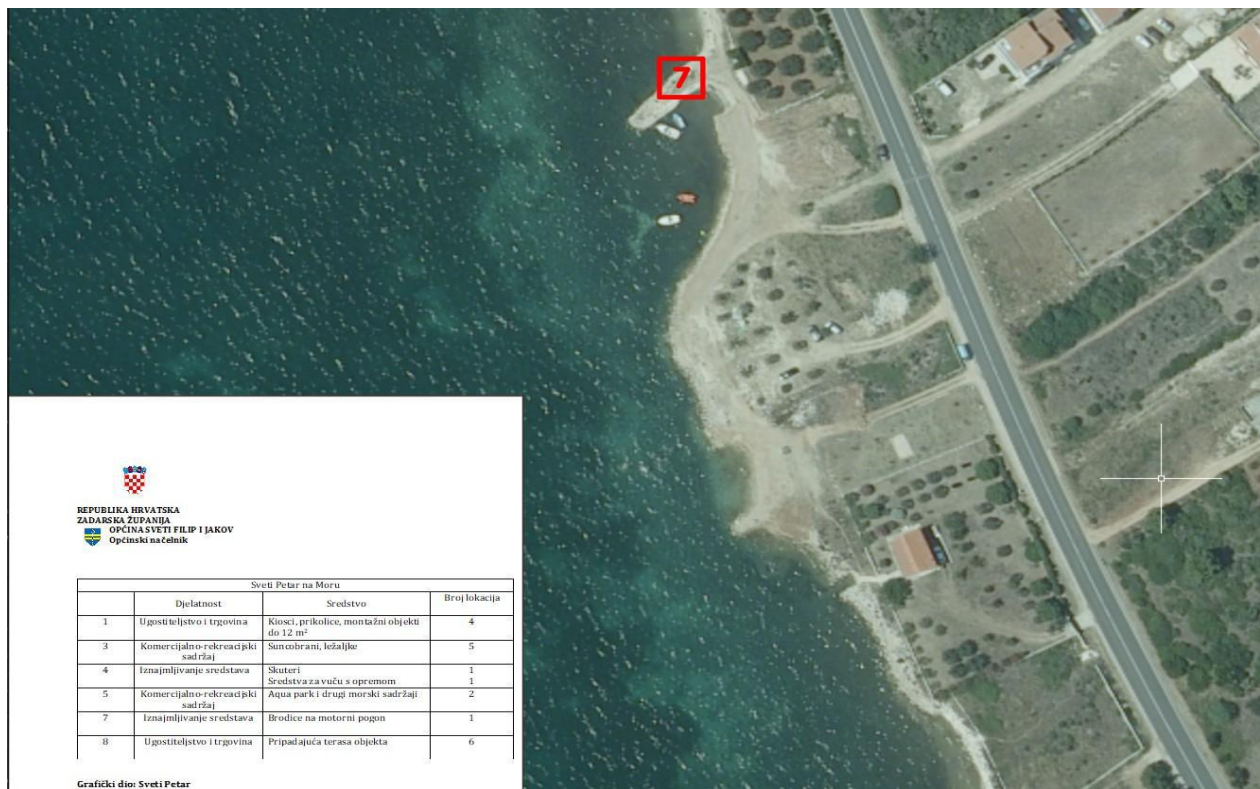 7
REPUBLIKA HRVATSKA
ZADARSKA ŽUPANIJA
OPĆINA SVETI FILIP I JAKOV
Općinski načelnik
Sveti Petar na Moru
Djelatnost Sredstvo Broj lokacija
1 Ugostiteljstvo i trgovina Kiosci, prikolice, montažni objekti 4
do 12 m²
3 Komercijalno-rekreacijski Suncobrani, ležaljke 5
sadržaj
4 Iznajmljivanje sredstava Skuteri 1
Sredstva za vuču s opremom 1
5 Komercijalno-rekreacijski Aqua park i drugi morski sadržaji 2
sadržaj
7 Iznajmljivanje sredstava Brodice na motorni pogon 1
8 Ugostiteljstvo i trgovina Pripadajuća terasa objekta 6
Grafički dio: Sveti Petar